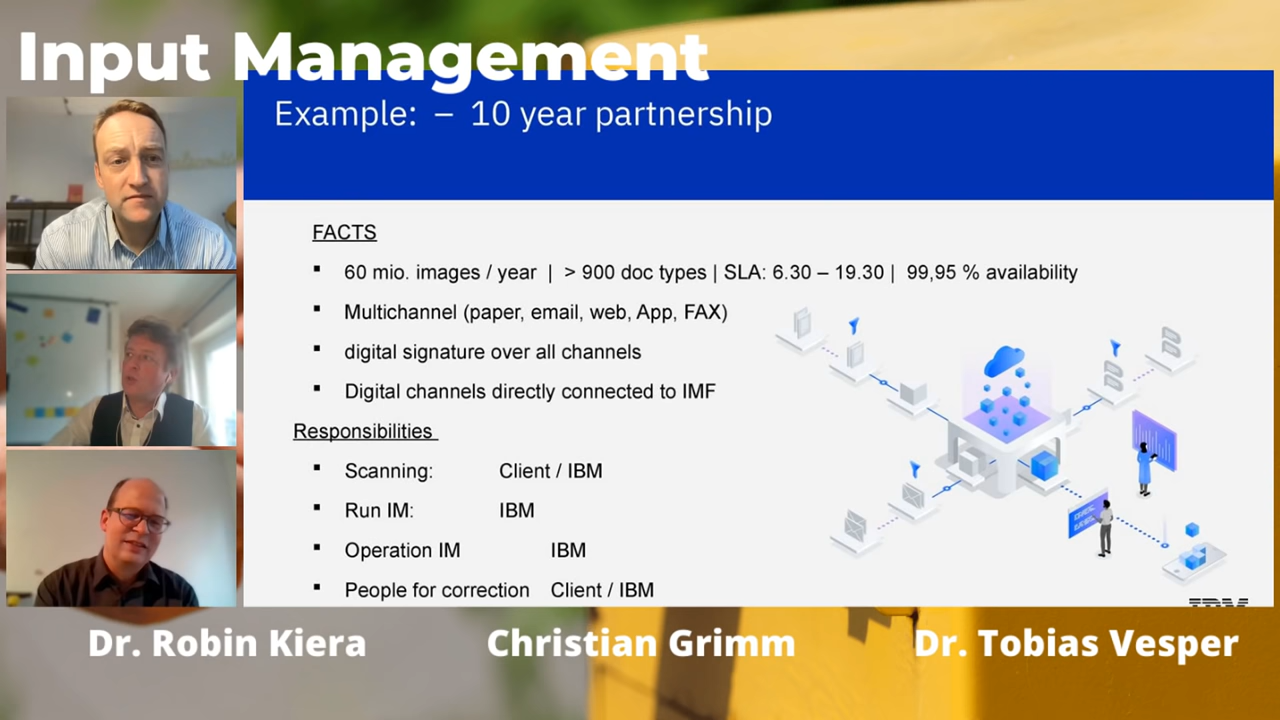 Input Management
Example: – 10 year partnership
FACTS
▪ 60 mio. images / year | > 900 doc types | SLA: 6.30 – 19.30 | 99,95 % availability
▪ Multichannel (paper, email, web, App, FAX)
▪ digital signature over all channels
▪ Digital channels directly connected to IMF
Responsibilities
▪ Scanning: Client / IBM
▪ Run IM: IBM
▪ Operation IM IBM
▪ People for correction Client / IBM
IBM
Dr. Robin Kiera Christian Grimm Dr. Tobias Vesper